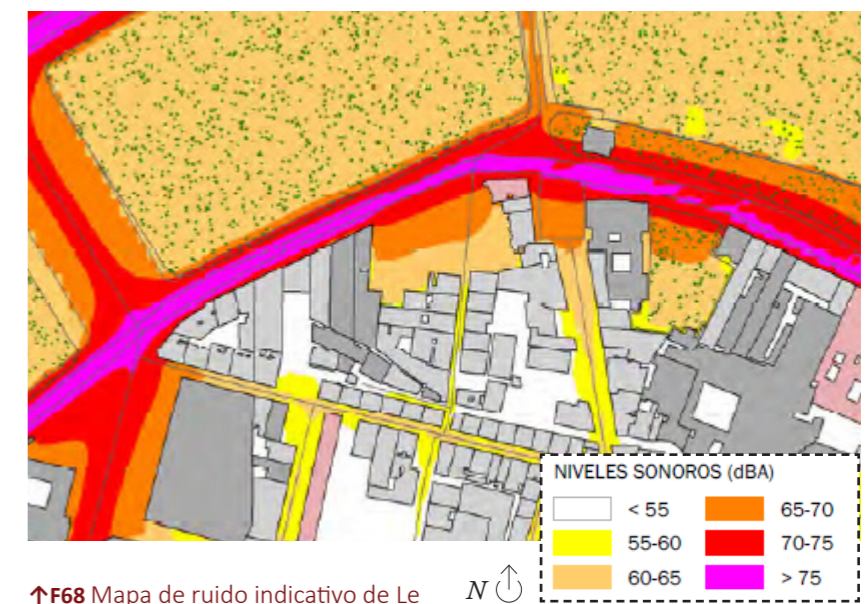 NIVELES SONOROS (dBA)
< 55
65-70
55-60
70-75
60-65
> 75
↑F68 Mapa de ruido indicativo de Le
N